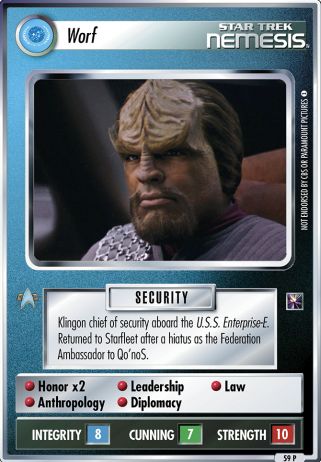 Worf
STAR TREK
NEMESIS™
NOT ENDORSED BY CBS OR PARAMOUNT PICTURES
SECURITY
Klingon chief of security aboard the U.S.S. Enterprise-E.
Returned to Starfleet after a hiatus as the Federation
Ambassador to Qo'noS.
Honor x2 Leadership Law
Anthropology Diplomacy
INTEGRITY 8 CUNNING 7 STRENGTH 10
59 P